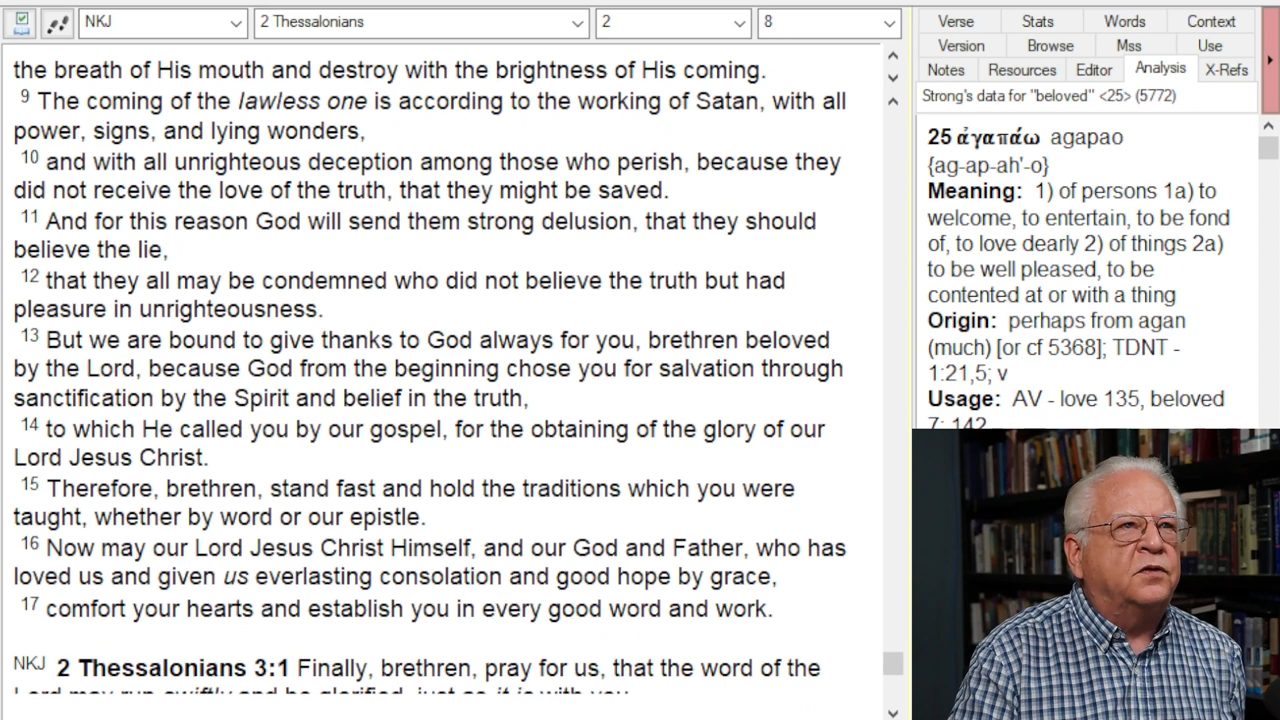 NKJ 2 Thessalonians 2 8
the breath of His mouth and destroy with the brightness of His coming.
9 The coming of the lawless one is according to the working of Satan, with all
power, signs, and lying wonders,
10 and with all unrighteous deception among those who perish, because they
did not receive the love of the truth, that they might be saved.
11 And for this reason God will send them strong delusion, that they should
believe the lie,
12 that they all may be condemned who did not believe the truth but had
pleasure in unrighteousness.
13 But we are bound to give thanks to God always for you, brethren beloved
by the Lord, because God from the beginning chose you for salvation through
sanctification by the Spirit and belief in the truth,
14 to which He called you by our gospel, for the obtaining of the glory of our
Lord Jesus Christ.
15 Therefore, brethren, stand fast and hold the traditions which you were
taught, whether by word or our epistle.
16 Now may our Lord Jesus Christ Himself, and our God and Father, who has
loved us and given us everlasting consolation and good hope by grace,
17 comfort your hearts and establish you in every good word and work.
NKJ 2 Thessalonians 3:1 Finally, brethren, pray for us, that the word of the
Lord may run swiftly and be glorified, just as it is with you
Verse Stats Words Context
Version Browse Mss Use
Notes Resources Editor Analysis X-Refs
Strong's data for "beloved" <25> (5772)
25 ἀγαπάω agapao
{ag-ap-ah'-o}
Meaning: 1) of persons 1a) to
welcome, to entertain, to be fond
of, to love dearly 2) of things 2a)
to be well pleased, to be
contented at or with a thing
Origin: perhaps from agan
(much) [or cf 5368]; TDNT -
1:21,5; v
Usage: AV - love 135, beloved
7; 142